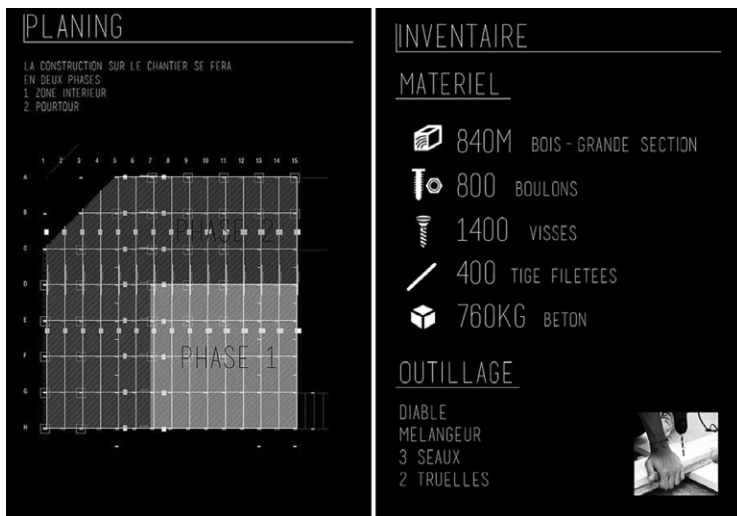 PLANING
LA CONSTRUCTION SUR LE CHANTIER SE FERA
EN DEUX PHASES:
1. ZONE INTERIEUR
2. POURTOUR
1 2 3 4 5 6 7 8 9 10 11 12 13 14 15
A
B
PHASE 2
C
D
E
PHASE 1
F
G
H
INVENTAIRE
MATERIEL
840M BOIS - GRANDE SECTION
800 BOULONS
1400 VISSES
400 TIGE FILETEES
760KG BETON
OUTILLAGE
DIABLE
MELANGEUR
3 SEAUX
2 TRUELLES